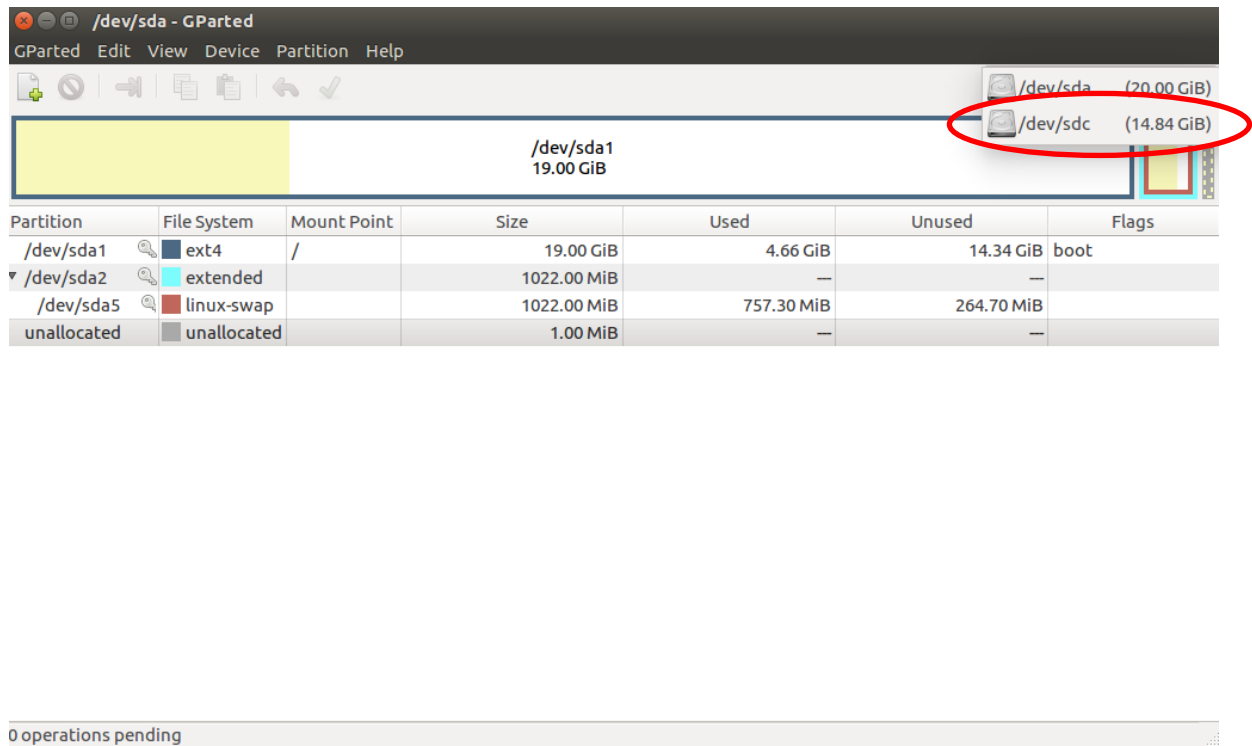 /dev/sda - GParted
GParted Edit View Device Partition Help
/dev/sda (20.00 GiB)
/dev/sdc (14.84 GiB)
/dev/sda1
19.00 GiB
Partition File System Mount Point Size Used Unused Flags
/dev/sda1 ext4 / 19.00 GiB 4.66 GiB 14.34 GiB boot
/dev/sda2 extended 1022.00 MiB --- ---
/dev/sda5 linux-swap 1022.00 MiB 757.30 MiB 264.70 MiB
unallocated unallocated 1.00 MiB --- ---
0 operations pending